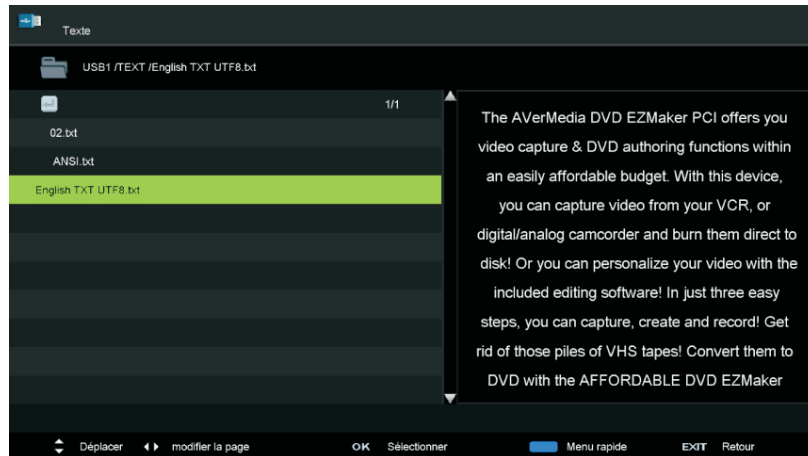 Texte
USB1 /TEXT /English TXT UTF8.txt
1/1
02.txt
ANSI.txt
English TXT UTF8.txt
The AVerMedia DVD EZMaker PCI offers you
video capture & DVD authoring functions within
an easily affordable budget. With this device,
you can capture video from your VCR, or
digital/analog camcorder and burn them direct to
disk! Or you can personalize your video with the
included editing software! In just three easy
steps, you can capture, create and record! Get
rid of those piles of VHS tapes! Convert them to
DVD with the AFFORDABLE DVD EZMaker
Déplacer modifier la page OK Sélectionner Menu rapide EXIT Retour